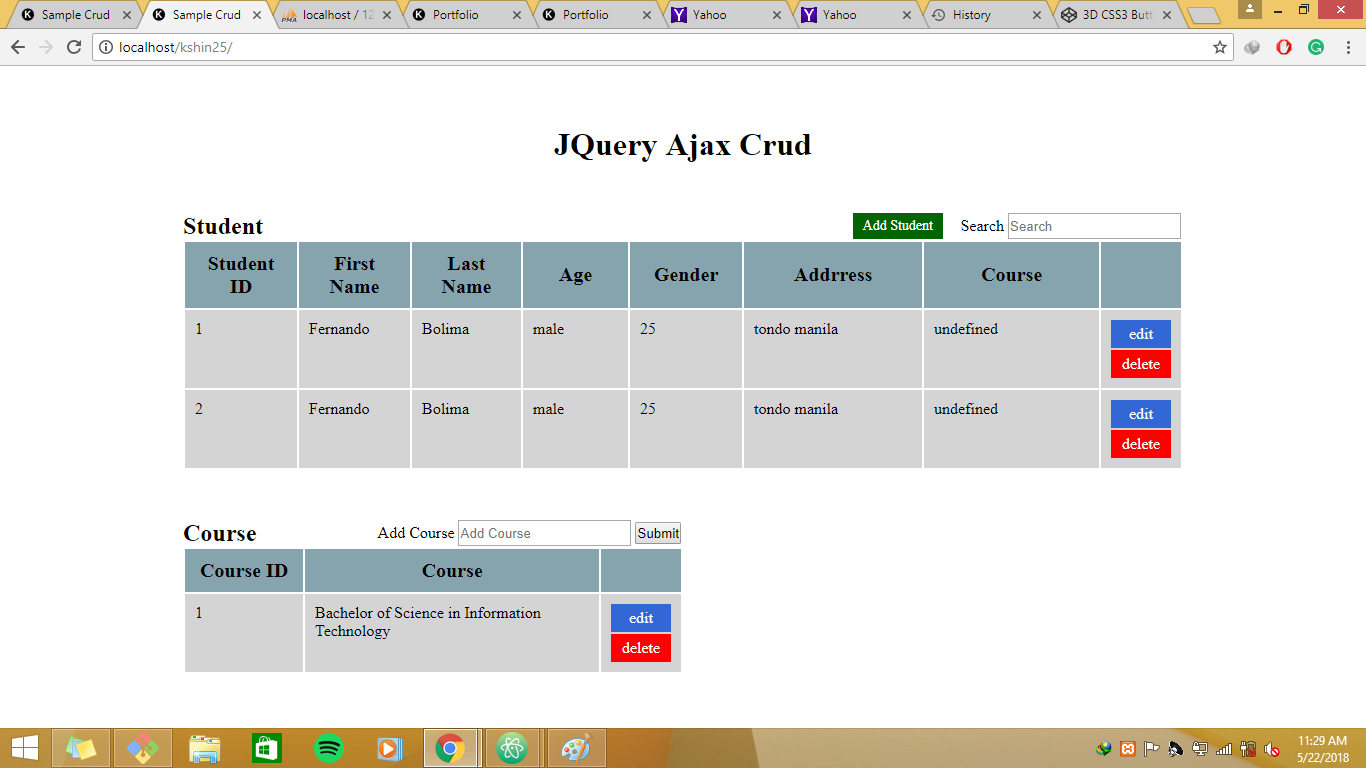 Sample Crud
Sample Crud
localhost / 12
Portfolio
Portfolio
Yahoo
Yahoo
History
3D CSS3 Butt
localhost/kshin25/
JQuery Ajax Crud
Student
Add Student
Search
Search
Student ID
First Name
Last Name
Age
Gender
Addrress
Course
1
Fernando
Bolima
male
25
tondo manila
undefined
edit
delete
2
Fernando
Bolima
male
25
tondo manila
undefined
edit
delete
Course
Add Course
Add Course
Submit
Course ID
Course
1
Bachelor of Science in Information
Technology
edit
delete
11:29 AM
5/22/2018